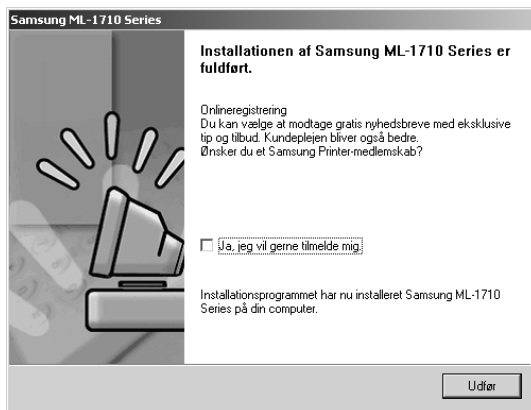 Samsung ML-1710 Series
Installationen af Samsung ML-1710 Series er
fuldført.
Onlineregistrering
Du kan vælge at modtage gratis nyhedsbreve med eksklusive
tip og tilbud. Kundeplejen bliver også bedre.
Ønsker du et Samsung Printer-medlemskab?
Ja, jeg vil gerne tilmelde mig.
Installationsprogrammet har nu installeret Samsung ML-1710
Series på din computer.
Udfør